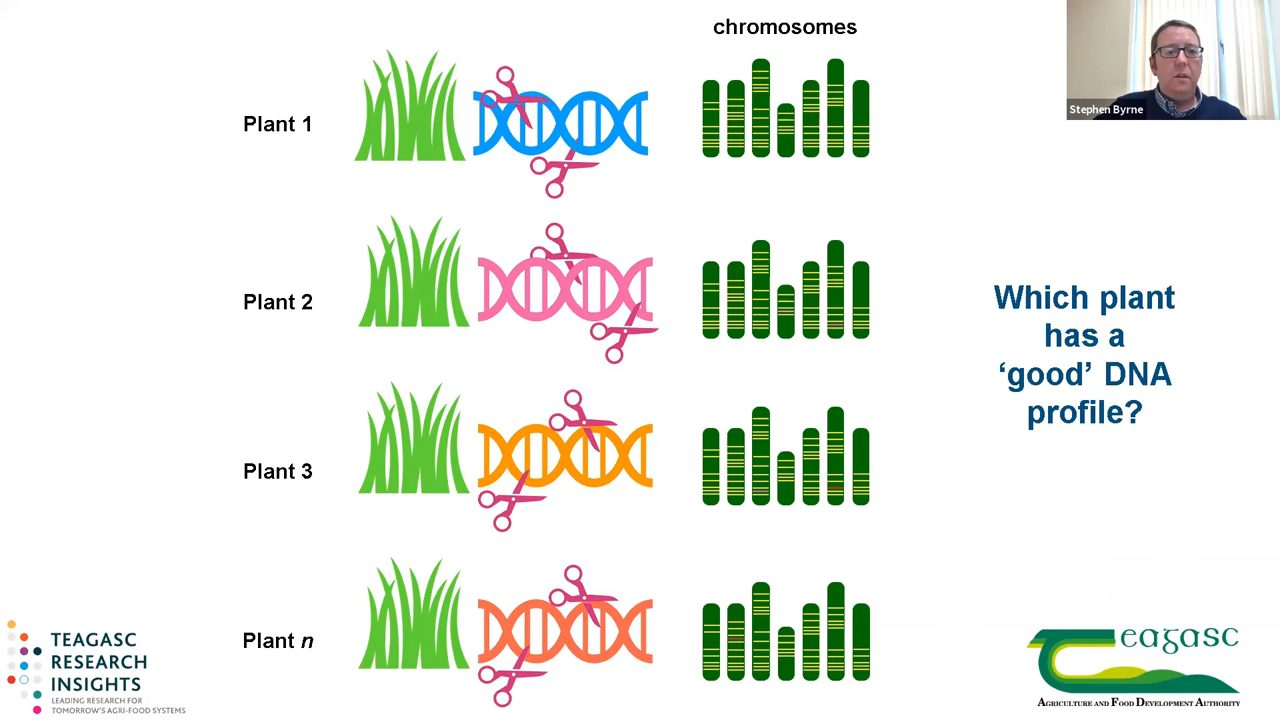 chromosomes
Stephen Byrne
Plant 1
Plant 2
Plant 3
Plant n
Which plant
has a
‘good’ DNA
profile?
TEAGASC
RESEARCH
INSIGHTS
LEADING RESEARCH FOR
TOMORROW'S AGRI-FOOD SYSTEMS
eagasc
AGRICULTURE AND FOOD DEVELOPMENT AUTHORITY